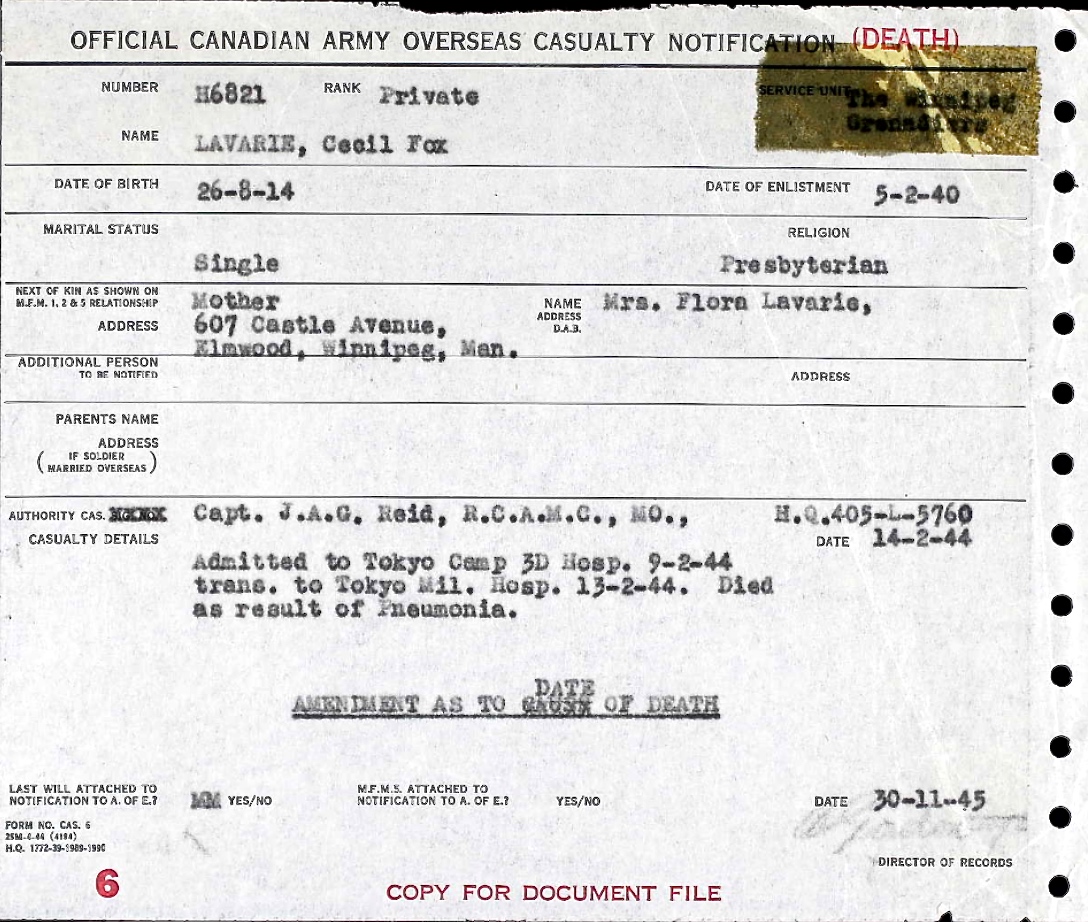 OFFICIAL CANADIAN ARMY OVERSEAS CASUALTY NOTIFICATION (DEATH)
NUMBER H6821 RANK Private SERVICE UNIT The Winnipeg
Grenadiers
NAME LAVARIE, Cecil Fox
DATE OF BIRTH 26-8-14 DATE OF ENLISTMENT 5-2-40
MARITAL STATUS RELIGION
Single Presbyterian
NEXT OF KIN AS SHOWN ON
M.F.M. 1, 2 & 5 RELATIONSHIP Mother NAME Mrs. Flora Lavarie,
ADDRESS 607 Castle Avenue, ADDRESS
D.A.B.
Elmwood, Winnipeg, Man.
ADDITIONAL PERSON
TO BE NOTIFIED ADDRESS
PARENTS NAME
ADDRESS
( IF SOLDIER
MARRIED OVERSEAS )
AUTHORITY CAS. Capt. J.A.G. Reid, R.C.A.M.C., MO., H.Q.405-L-5760
CASUALTY DETAILS DATE 14-2-44
Admitted to Tokyo Camp 3D Hosp. 9-2-44
trans. to Tokyo Mil. Hosp. 13-2-44. Died
as result of Pneumonia.
DATE
AMENDMENT AS TO OF DEATH
LAST WILL ATTACHED TO
NOTIFICATION TO A. OF E.? YES/NO
M.F.M.S. ATTACHED TO
NOTIFICATION TO A. OF E.? YES/NO
DATE 30-11-45
FORM NO. CAS. 6
H.Q. 1772-39-1989-1990
DIRECTOR OF RECORDS
6 COPY FOR DOCUMENT FILE